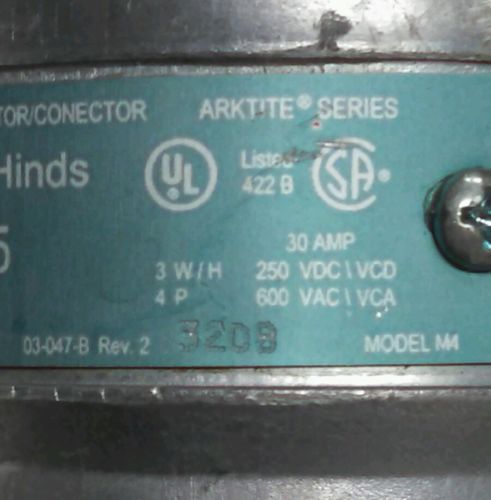 TOR/CONECTOR ARKTITE® SERIES
Hinds UL Listed 422 B SA®
5 30 AMP
3 W/H 250 VDC\VCD
4 P 600 VAC\VCA
03-047-B Rev. 2 320B MODEL M4